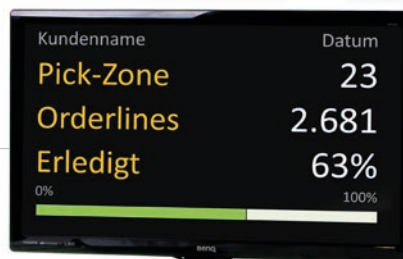 Kundenname Datum
Pick-Zone 23
Orderlines 2.681
Erledigt 63%
0% 100%
BenQ